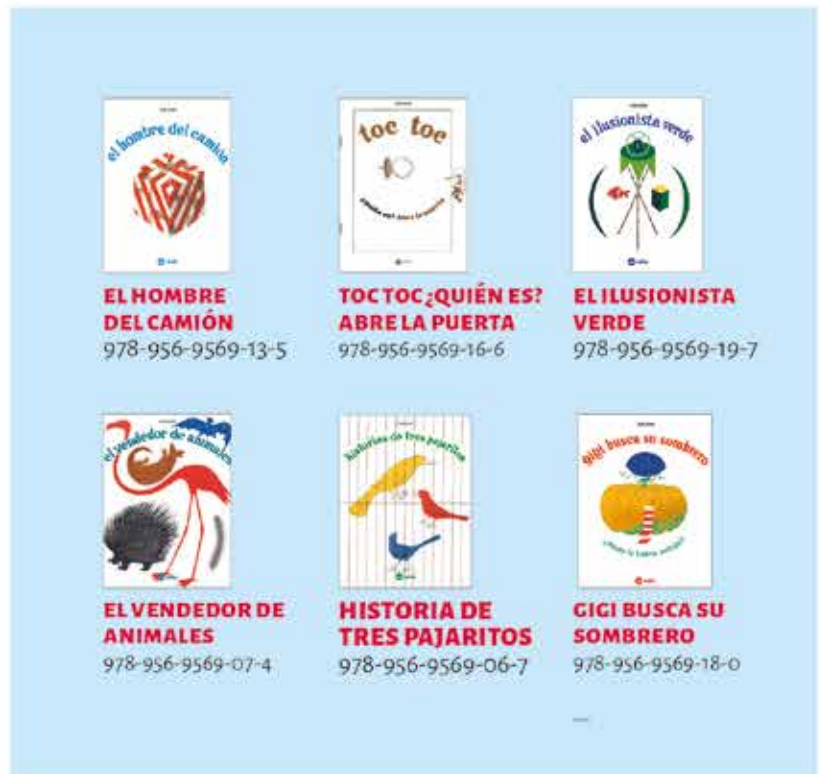 el hombre del camión
EL HOMBRE
DEL CAMIÓN
978-956-9569-13-5
toc toc
TOC TOC ¿QUIÉN ES?
ABRE LA PUERTA
978-956-9569-16-6
el ilusionista verde
EL ILUSIONISTA
VERDE
978-956-9569-19-7
el vendedor de animales
EL VENDEDOR DE
ANIMALES
978-956-9569-07-4
historia de tres pajaritos
HISTORIA DE
TRES PAJARITOS
978-956-9569-06-7
gigi busca su sombrero
GIGI BUSCA SU
SOMBRERO
978-956-9569-18-0